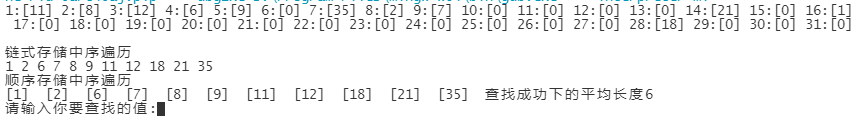 1:[11] 2:[8] 3:[12] 4:[6] 5:[9] 6:[0] 7:[35] 8:[2] 9:[7] 10:[0] 11:[0] 12:[0] 13:[0] 14:[21] 15:[0] 16:[1]
17:[0] 18:[0] 19:[0] 20:[0] 21:[0] 22:[0] 23:[0] 24:[0] 25:[0] 26:[0] 27:[0] 28:[18] 29:[0] 30:[0] 31:[0]
链式存储中序遍历
1 2 6 7 8 9 11 12 18 21 35
顺序存储中序遍历
[1] [2] [6] [7] [8] [9] [11] [12] [18] [21] [35] 查找成功下的平均长度6
请输入你要查找的值: